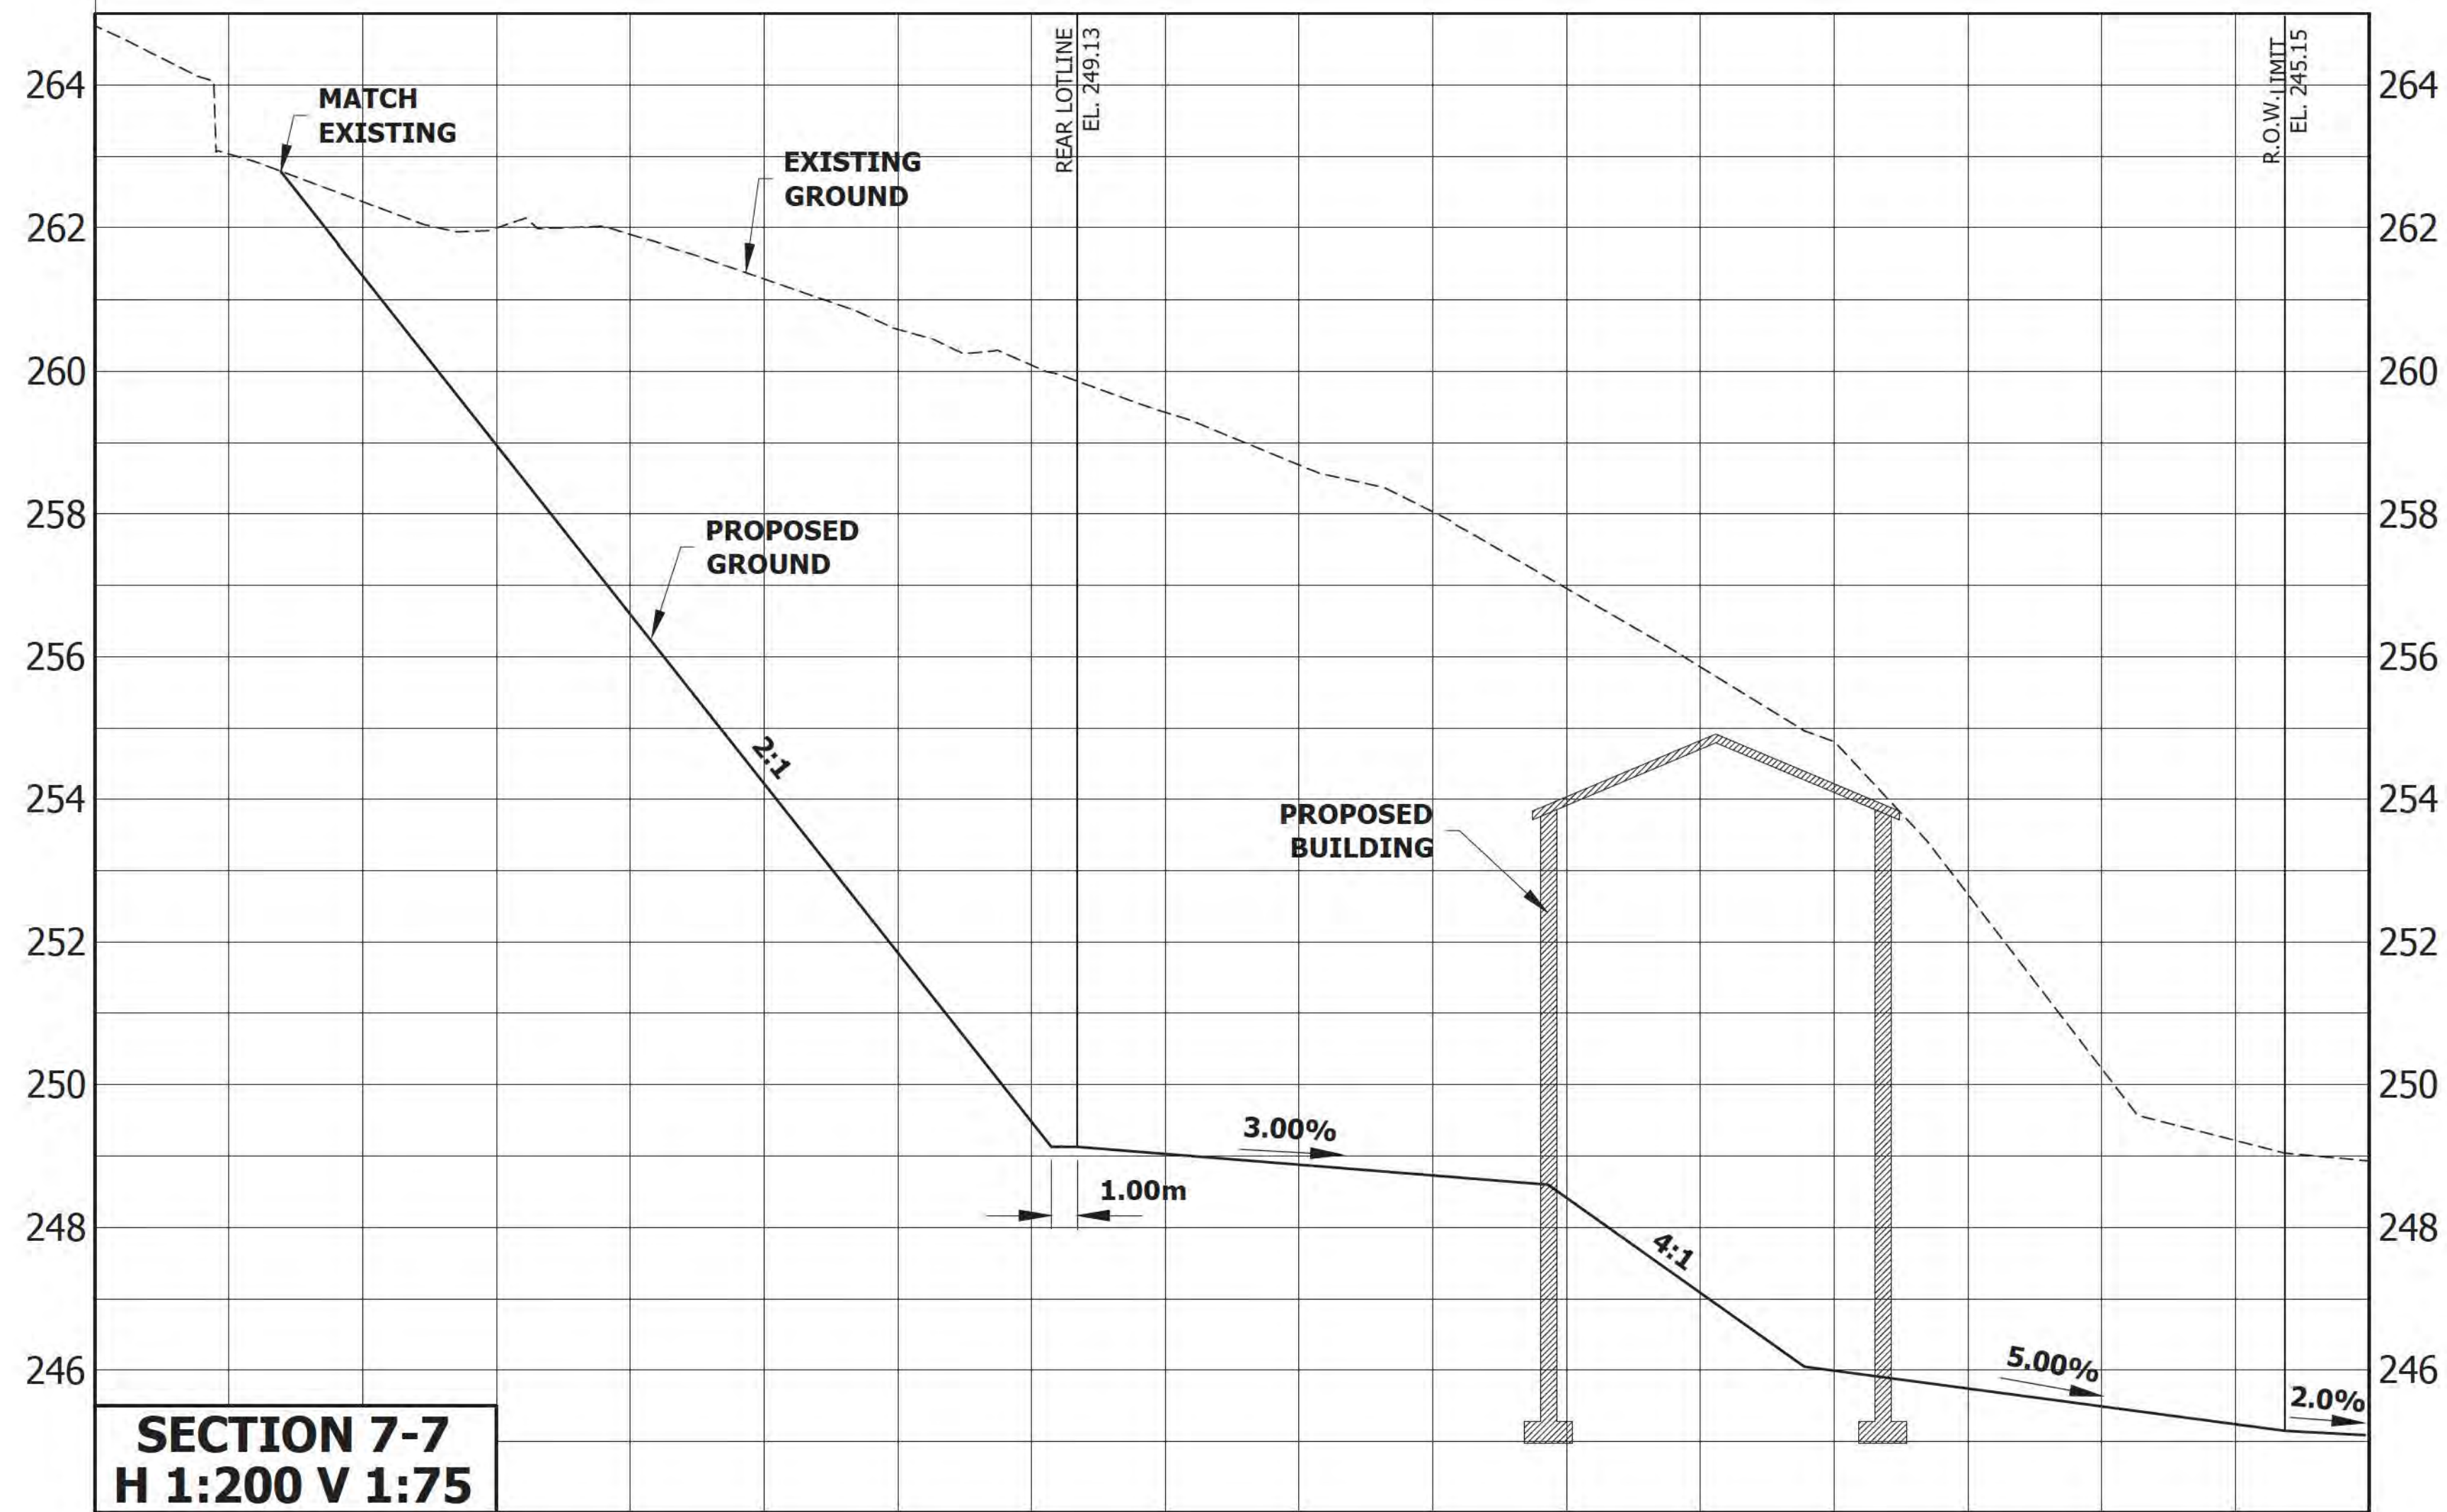 264
262
260
258
256
254
252
250
248
246
MATCH
EXISTING
EXISTING
GROUND
REAR LOTLINE
EL. 249.13
R.O.W. LIMIT
EL. 245.15
PROPOSED
GROUND
2:1
PROPOSED
BUILDING
3.00%
1.00m
4:1
5.00%
2.0%
264
262
260
258
256
254
252
250
248
246
SECTION 7-7
H 1:200 V 1:75